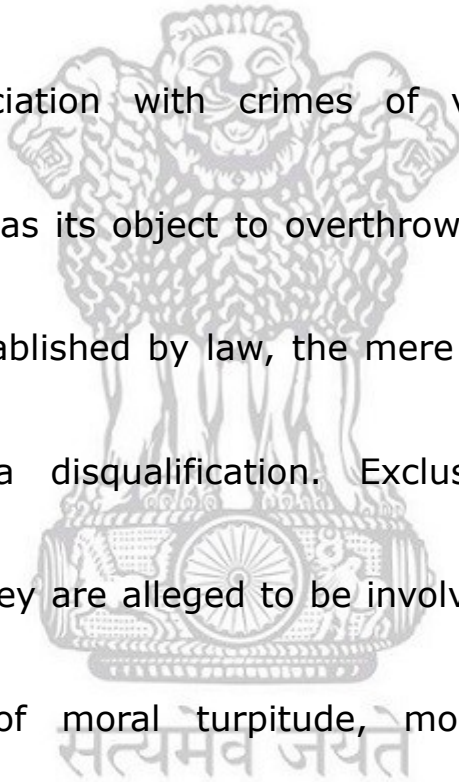 ciation with crimes of v
as its object to overthrow
ablished by law, the mere
a disqualification. Exclus
ey are alleged to be involv
of moral turpitude, mo
सत्यमेव जयते